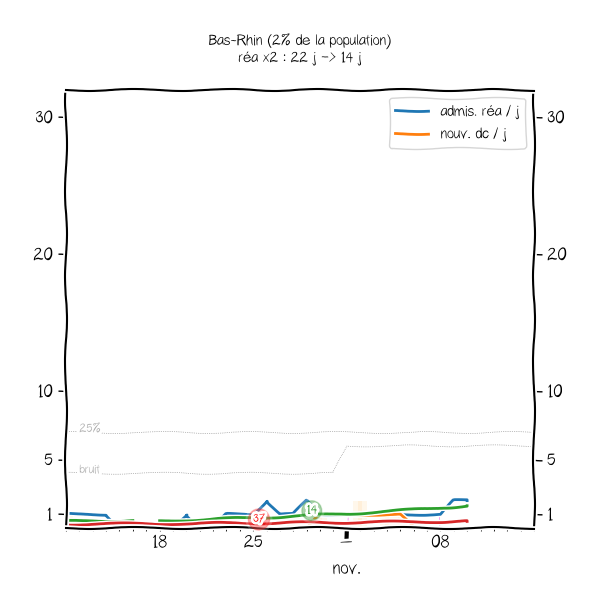 Bas-Rhin (2% de la population)
réa x2 : 22 j -> 14 j
admis. réa / j
nouv. dc / j
30
30
20
20
10
10
25%
5
5
bruit
1
37
14
1
18
25
08
nov.